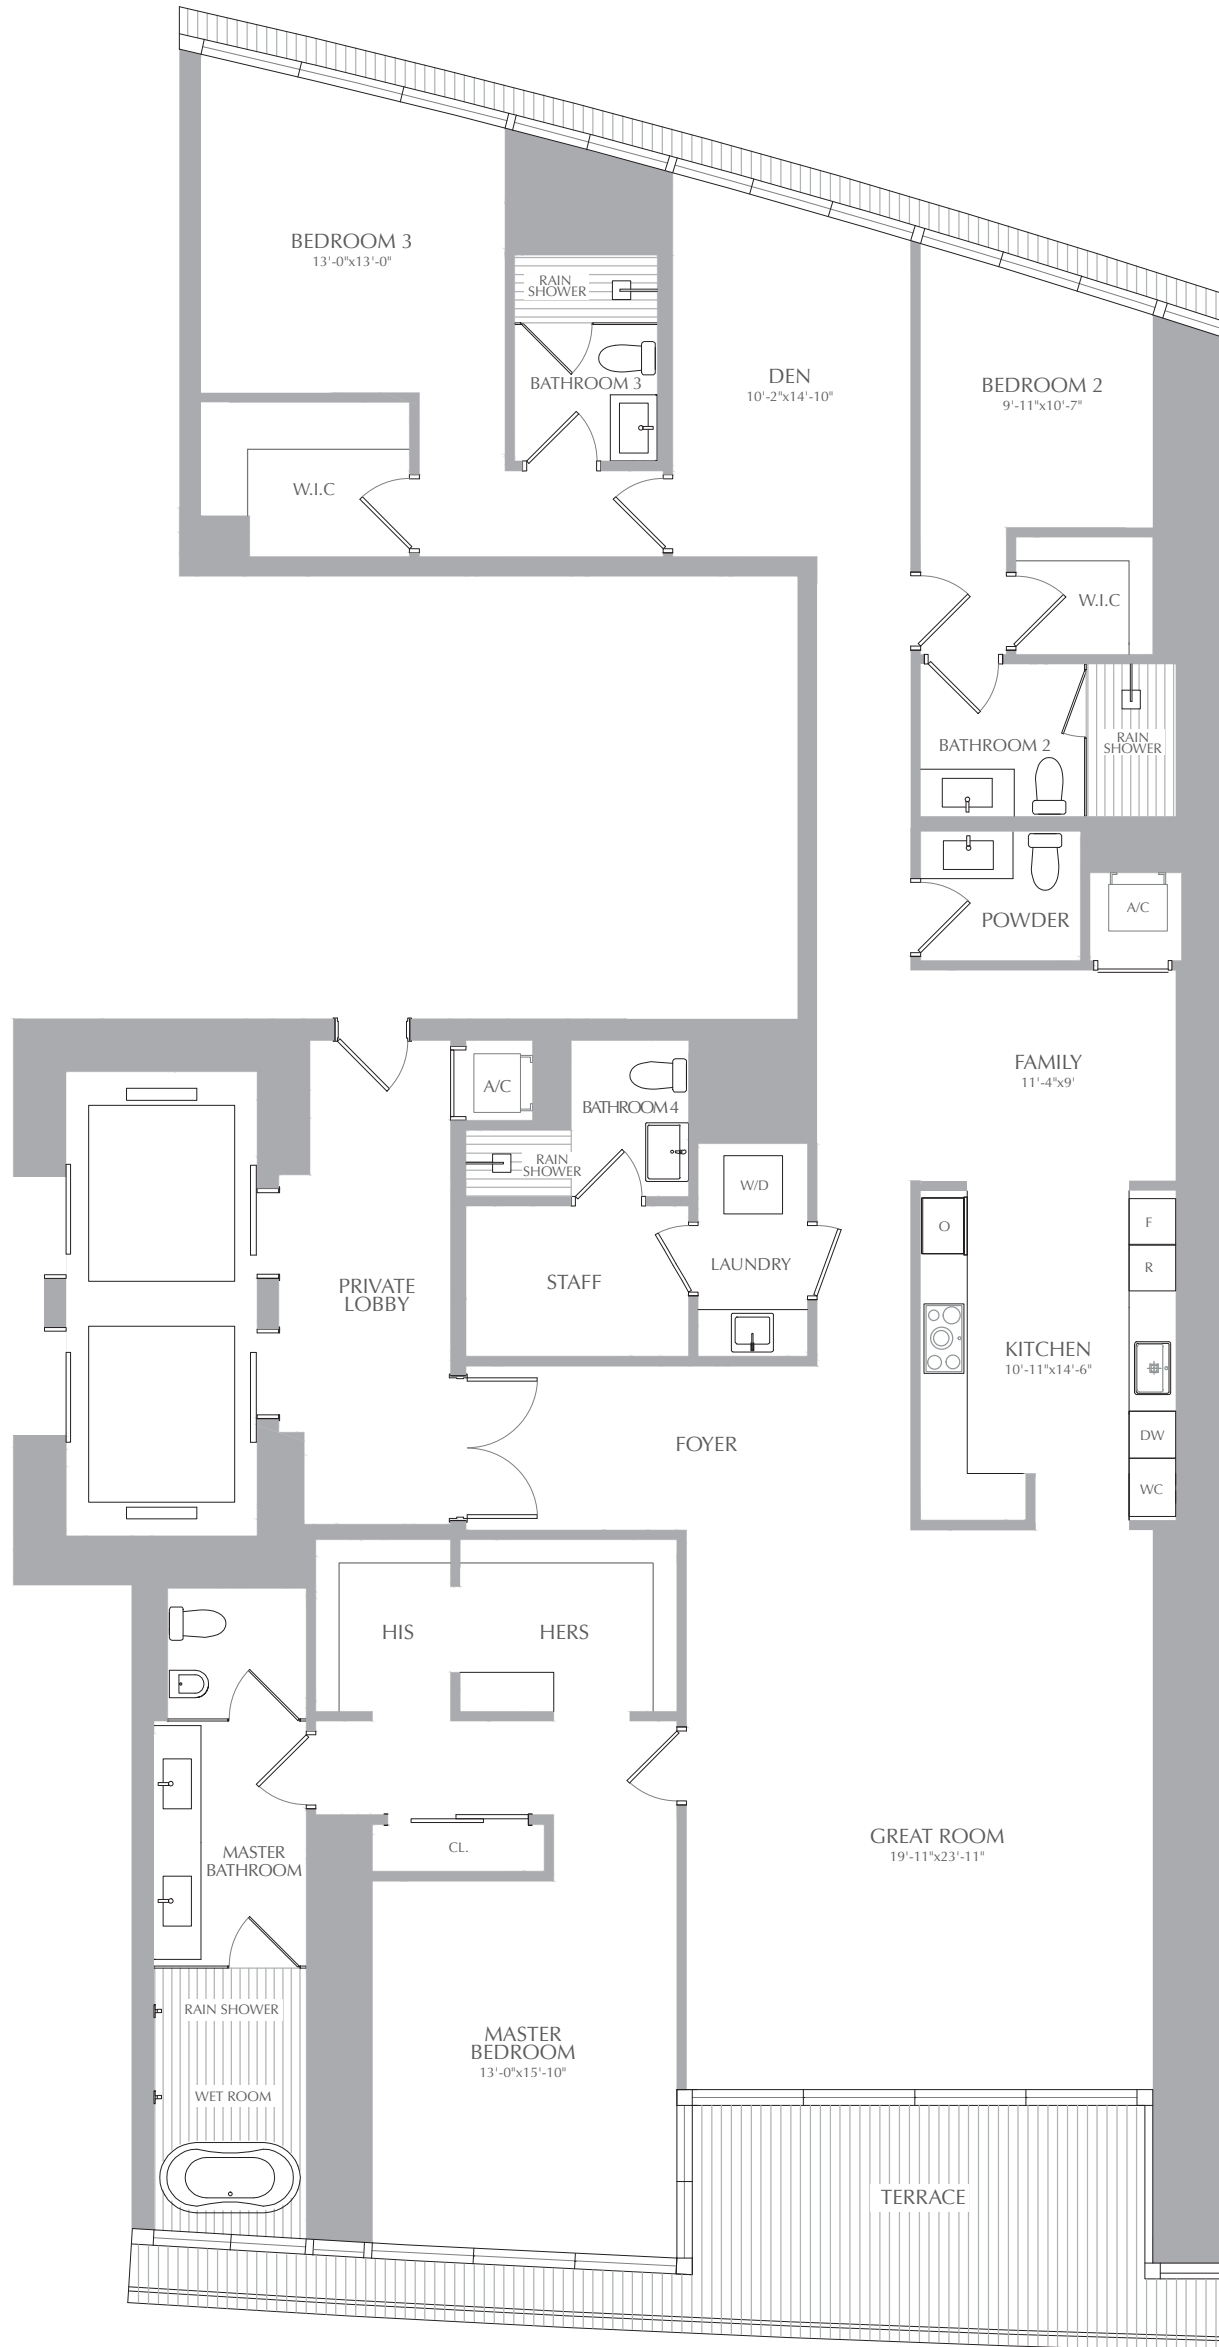 BEDROOM 3
13'-0"x13'-0"
RAIN
SHOWER
BATHROOM 3
DEN
10'-2"x14'-10"
BEDROOM 2
9'-11"x10'-7"
W.I.C
W.I.C
BATHROOM 2
RAIN
SHOWER
POWDER
A/C
FAMILY
11'-4"x9'
A/C
BATHROOM 4
RAIN
SHOWER
W/D
STAFF
LAUNDRY
PRIVATE
LOBBY
O
F
R
KITCHEN
10'-11"x14'-6"
DW
WC
FOYER
HIS
HERS
MASTER
BATHROOM
CL.
GREAT ROOM
19'-11"x23'-11"
RAIN SHOWER
MASTER
BEDROOM
13'-0"x15'-10"
WET ROOM
TERRACE